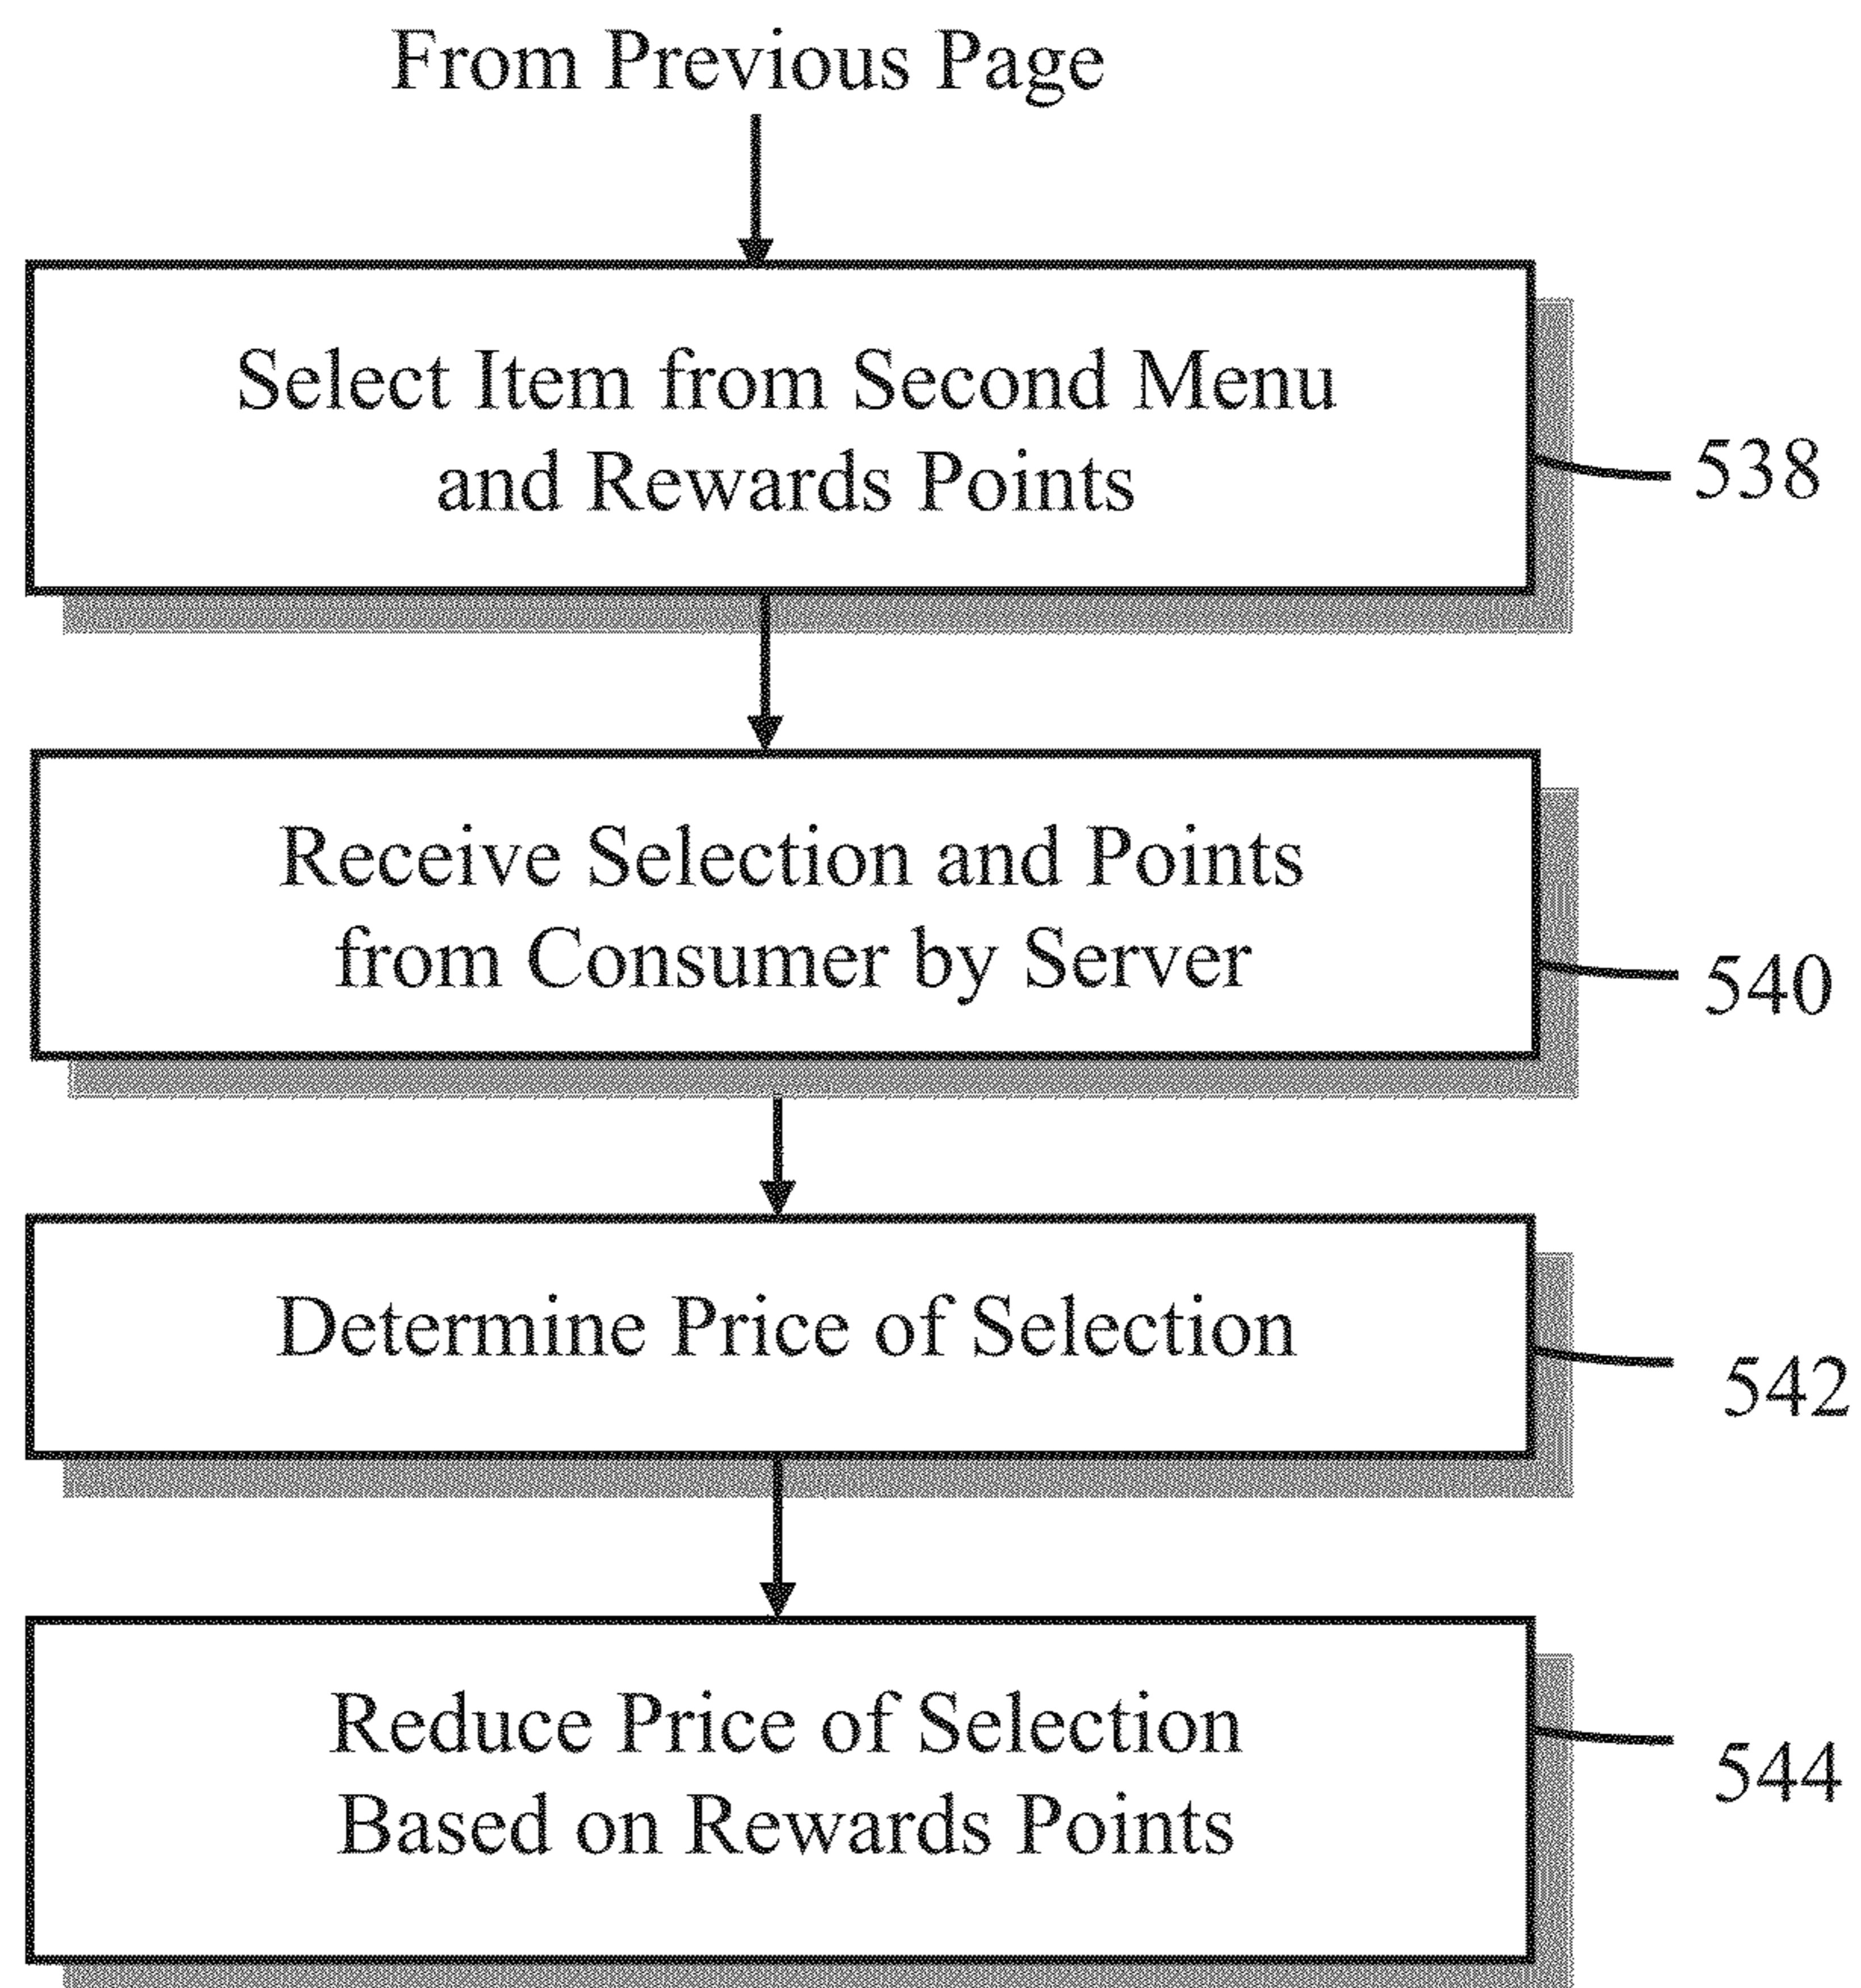 From Previous Page
Select Item from Second Menu
and Rewards Points
538
Receive Selection and Points
from Consumer by Server
540
Determine Price of Selection
542
Reduce Price of Selection
Based on Rewards Points
544